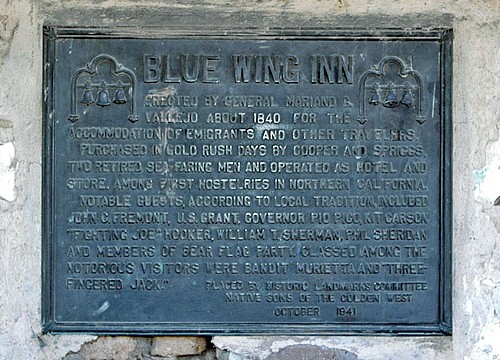 BLUE WING INN
ERECTED BY GENERAL MARIANO G.
VALLEJO ABOUT 1840 FOR THE
ACCOMMODATION OF EMIGRANTS AND OTHER TRAVELERS.
PURCHASED IN GOLD RUSH DAYS BY COOPER AND SPRIGGS
TWO RETIRED SEA-FARING MEN AND OPERATED AS HOTEL AND
STORE. AMONG FIRST HOSTELRIES IN NORTHERN CALIFORNIA.
NOTABLE GUESTS, ACCORDING TO LOCAL TRADITION, INCLUDED
JOHN C. FREMONT, U.S. GRANT, GOVERNOR PIO PICO, KIT CARSON
"FIGHTING JOE" HOOKER, WILLIAM T. SHERMAN, PHIL SHERIDAN
AND MEMBERS OF BEAR FLAG PARTY. CLASSED AMONG THE
NOTORIOUS VISITORS WERE BANDIT MURIETTA AND "THREE-
FINGERED JACK."
PLACED BY HISTORIC LANDMARKS COMMITTEE
NATIVE SONS OF THE GOLDEN WEST
OCTOBER 1941